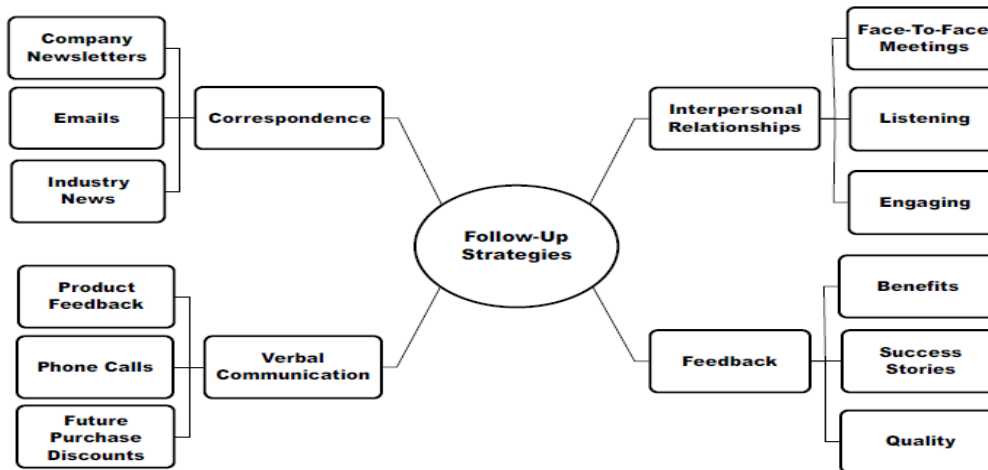 Company
Newsletters
Emails
Industry
News
Correspondence
Product
Feedback
Phone Calls
Future
Purchase
Discounts
Verbal
Communication
Follow-Up
Strategies
Interpersonal
Relationships
Face-To-Face
Meetings
Listening
Engaging
Feedback
Benefits
Success
Stories
Quality